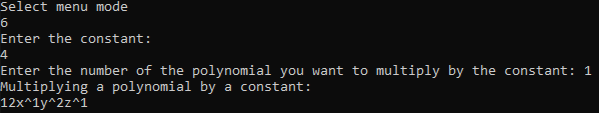 Select menu mode
6
Enter the constant:
4
Enter the number of the polynomial you want to multiply by the constant: 1
Multiplying a polynomial by a constant:
12x^1y^2z^1